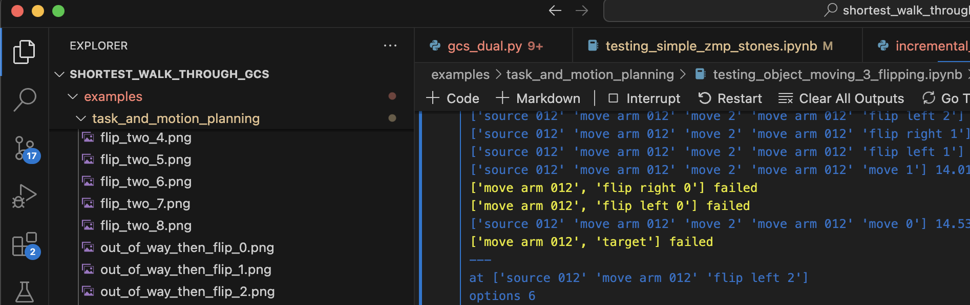 shortest_walk_through
EXPLORER
SHORTEST_WALK_THROUGH_GCS
examples
task_and_motion_planning
flip_two_4.png
flip_two_5.png
flip_two_6.png
flip_two_7.png
flip_two_8.png
out_of_way_then_flip_0.png
out_of_way_then_flip_1.png
out_of_way_then_flip_2.png
17
2
gcs_dual.py 9+
testing_simple_zmp_stones.ipynb M
incremental_
examples > task_and_motion_planning > testing_object_moving_3_flipping.ipynb >
+ Code + Markdown Interrupt Restart Clear All Outputs Go T
['source 012' 'move arm 012' 'move 2' 'move arm 012' 'flip left 2']
['source 012' 'move arm 012' 'move 2' 'move arm 012' 'flip right 1']
['source 012' 'move arm 012' 'move 2' 'move arm 012' 'flip left 1']
['source 012' 'move arm 012' 'move 2' 'move arm 012' 'move 1'] 14.01
['move arm 012', 'flip right 0'] failed
['move arm 012', 'flip left 0'] failed
['source 012' 'move arm 012' 'move 2' 'move arm 012' 'move 0'] 14.53
['move arm 012', 'target'] failed
---
at ['source 012' 'move arm 012' 'flip left 2']
options 6